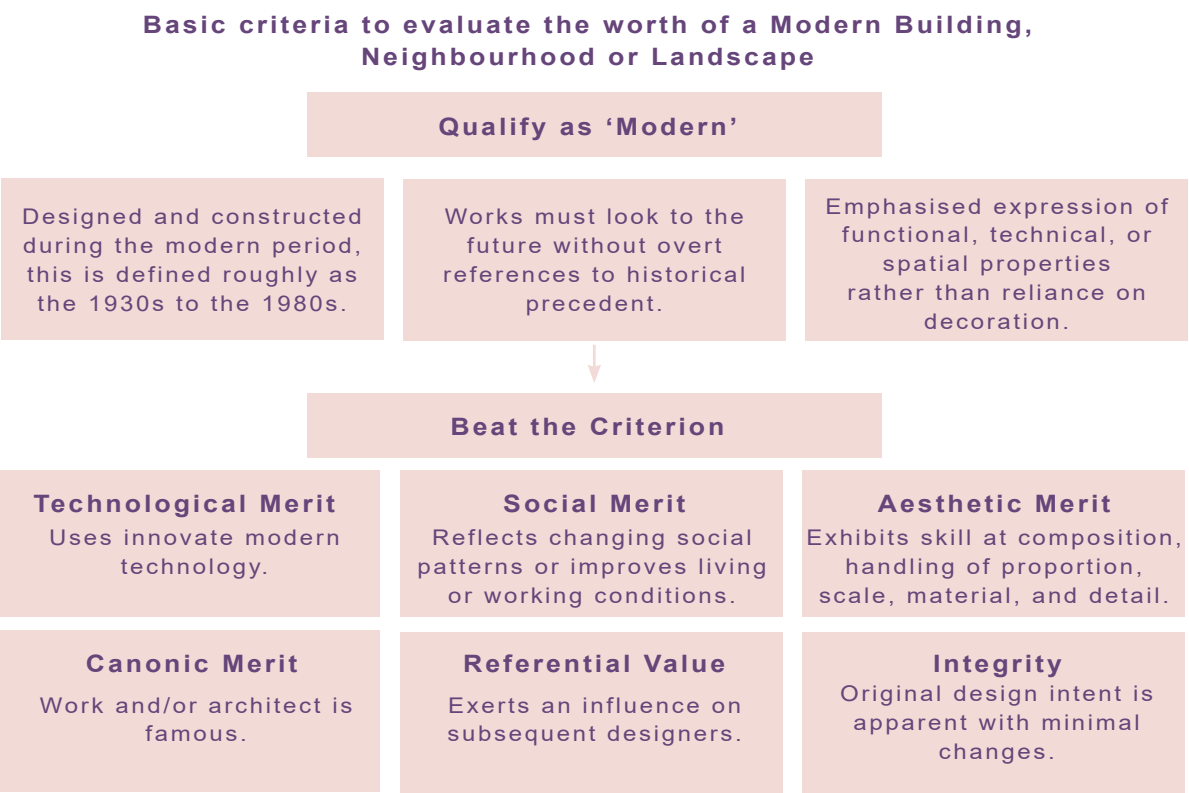 Basic criteria to evaluate the worth of a Modern Building,
Neighbourhood or Landscape
Qualify as ‘Modern’
Designed and constructed
during the modern period,
this is defined roughly as
the 1930s to the 1980s.
Works must look to the
future without overt
references to historical
precedent.
Emphasised expression of
functional, technical, or
spatial properties
rather than reliance on
decoration.
Beat the Criterion
Technological Merit
Uses innovate modern
technology.
Social Merit
Reflects changing social
patterns or improves living
or working conditions.
Aesthetic Merit
Exhibits skill at composition,
handling of proportion,
scale, material, and detail.
Canonic Merit
Work and/or architect is
famous.
Referential Value
Exerts an influence on
subsequent designers.
Integrity
Original design intent is
apparent with minimal
changes.